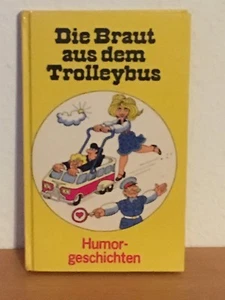 Die Braut
aus dem
Trolleybus
Humor-
geschichten